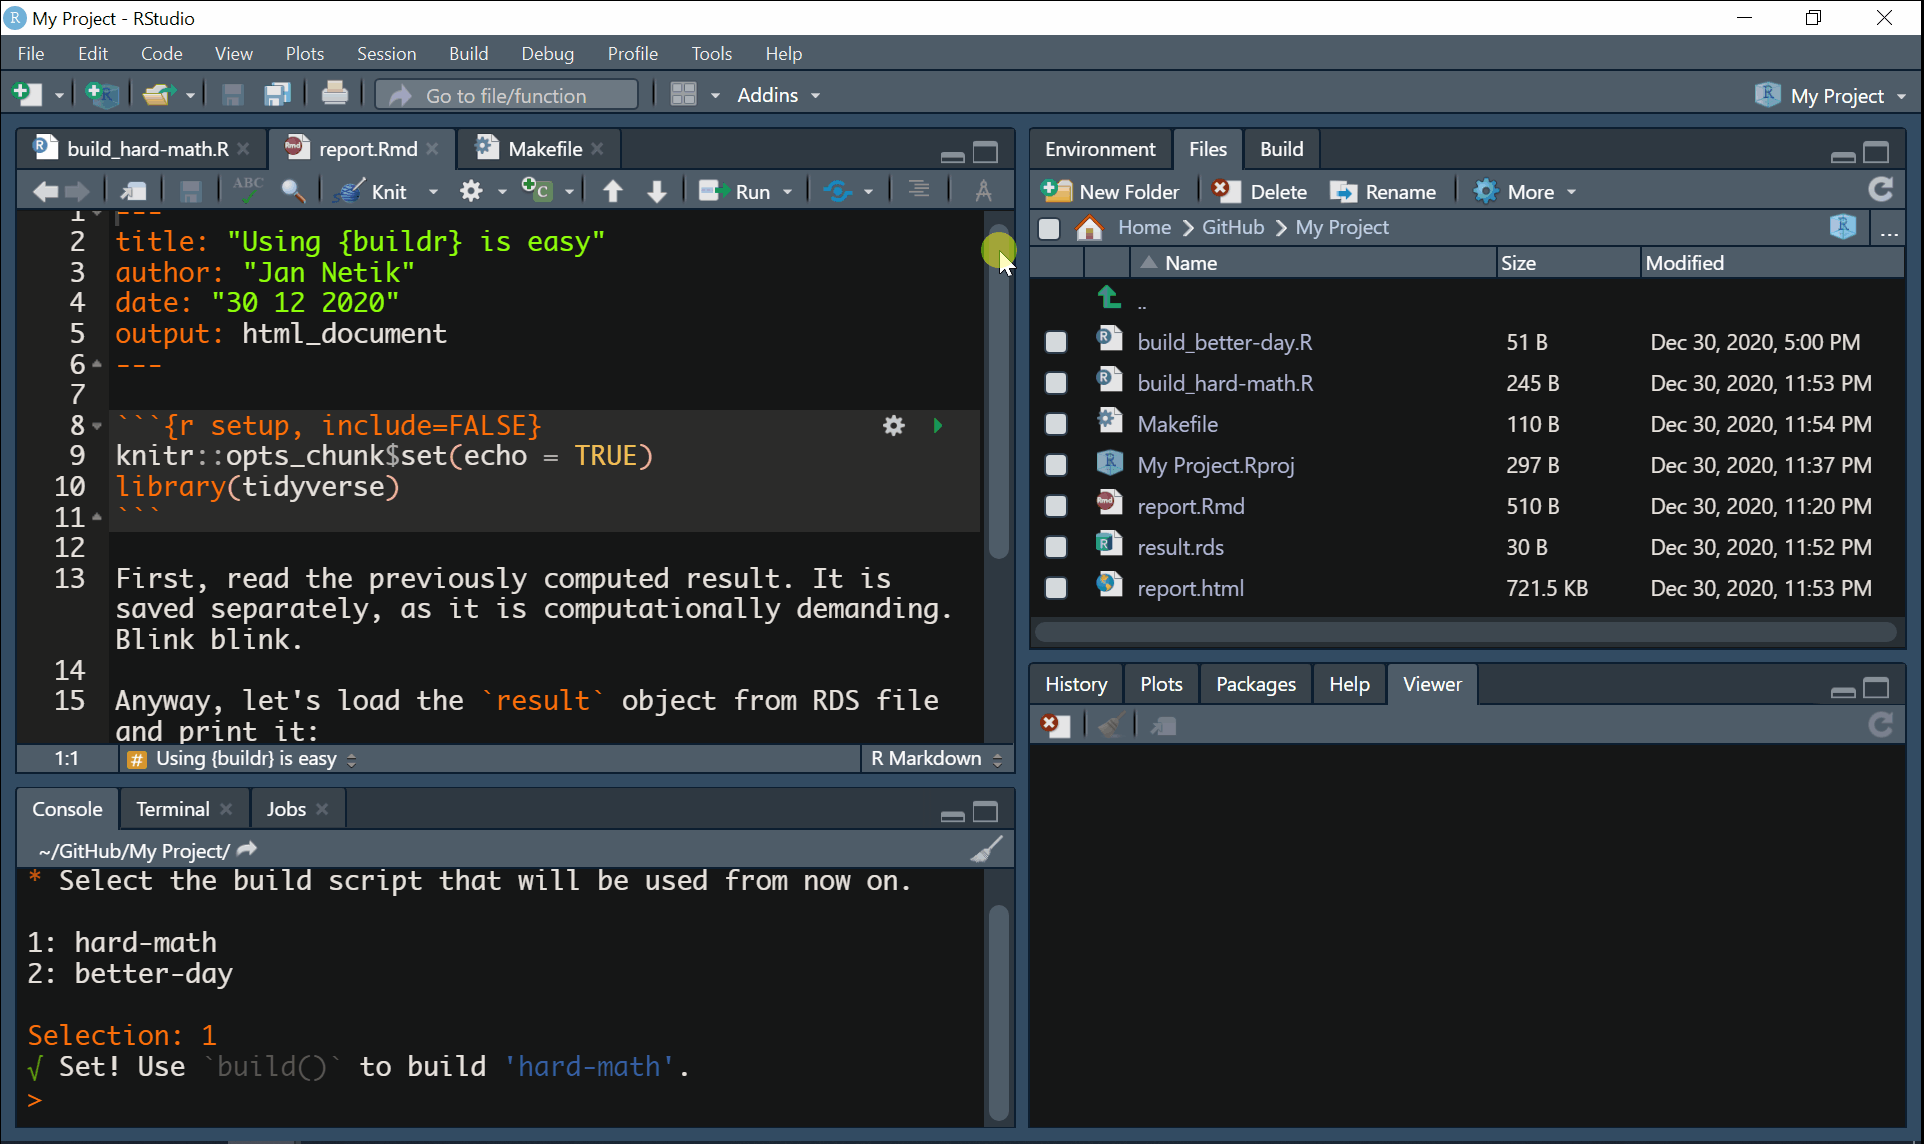 My Project - RStudio
File Edit Code View Plots Session Build Debug Profile Tools Help
Go to file/function Addins My Project
build_hard-math.R report.Rmd Makefile
ABC Knit C Run
1 ---
2 title: "Using {buildr} is easy"
3 author: "Jan Netik"
4 date: "30 12 2020"
5 output: html_document
6 ---
7
8 ```{r setup, include=FALSE}
9 knitr::opts_chunk$set(echo = TRUE)
10 library(tidyverse)
11 ```
12
13 First, read the previously computed result. It is
saved separately, as it is computationally demanding.
Blink blink.
14
15 Anyway, let's load the `result` object from RDS file
and print it:
1:1 # Using {buildr} is easy R Markdown
Console Terminal Jobs
~/GitHub/My Project/
* Select the build script that will be used from now on.
1: hard-math
2: better-day
Selection: 1
√ Set! Use `build()` to build 'hard-math'.
>
Environment Files Build
New Folder Delete Rename More
Home GitHub My Project ...
Name Size Modified
..
build_better-day.R 51 B Dec 30, 2020, 5:00 PM
build_hard-math.R 245 B Dec 30, 2020, 11:53 PM
Makefile 110 B Dec 30, 2020, 11:54 PM
My Project.Rproj 297 B Dec 30, 2020, 11:37 PM
report.Rmd 510 B Dec 30, 2020, 11:20 PM
result.rds 30 B Dec 30, 2020, 11:52 PM
report.html 721.5 KB Dec 30, 2020, 11:53 PM
History Plots Packages Help Viewer